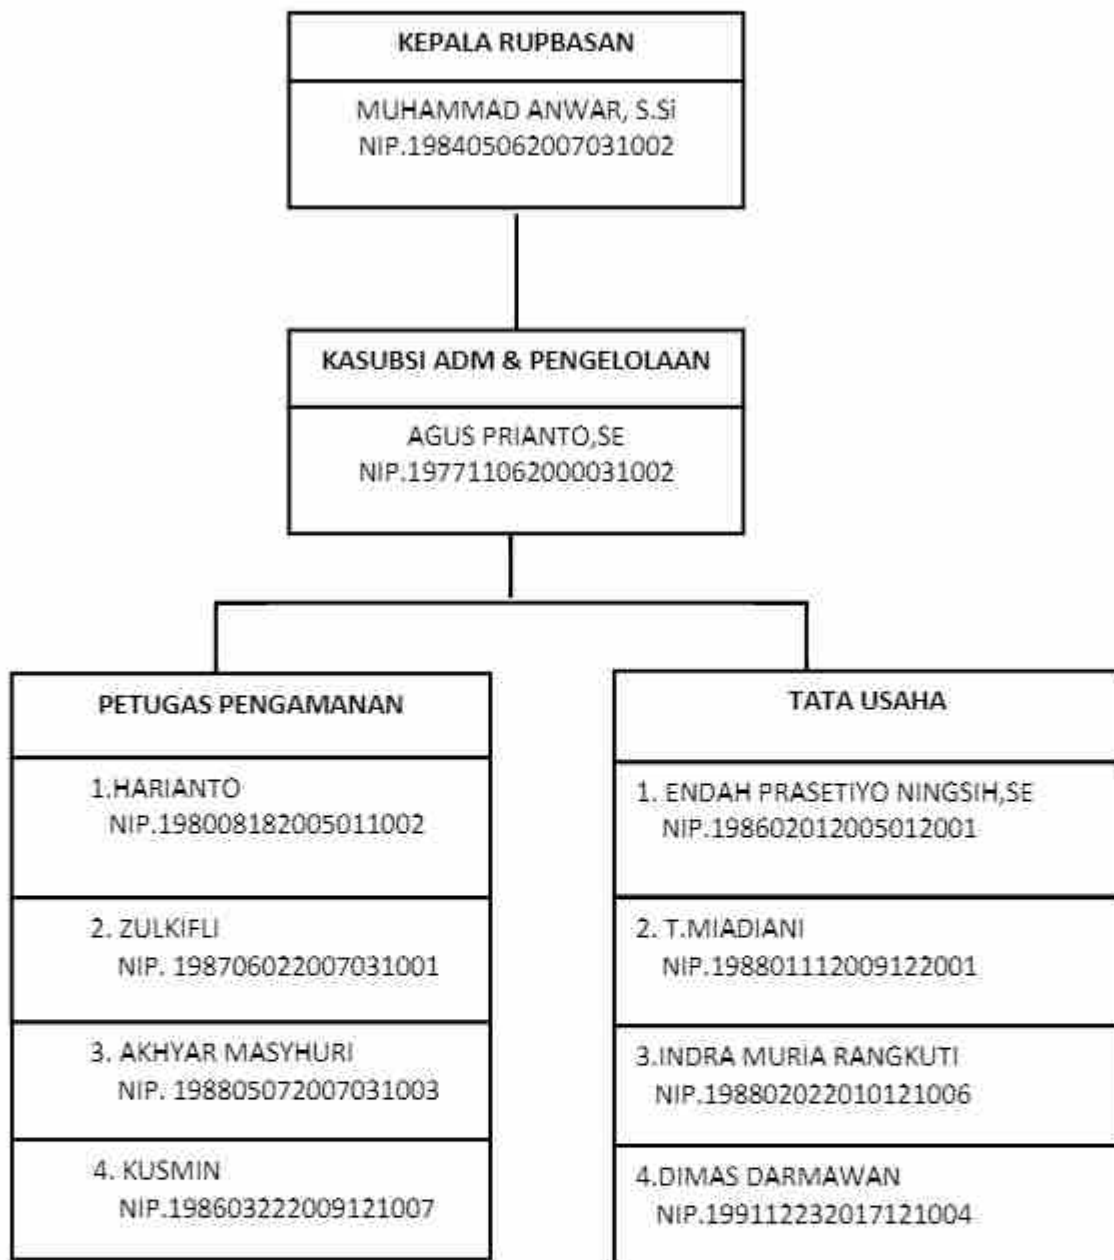 KEPALA RUPBASAN
MUHAMMAD ANWAR, S.Si
NIP.198405062007031002
KASUBSI ADM & PENGELOLAAN
AGUS PRIANTO,SE
NIP.197711062000031002
PETUGAS PENGAMANAN
1.HARIANTO
NIP.198008182005011002
2. ZULKIFLI
NIP. 198706022007031001
3. AKHYAR MASYHURI
NIP. 198805072007031003
4. KUSMIN
NIP.198603222009121007
TATA USAHA
1. ENDAH PRASETIYO NINGSIH,SE
NIP.198602012005012001
2. T.MIADIANI
NIP.198801112009122001
3.INDRA MURIA RANGKUTI
NIP.198802022010121006
4.DIMAS DARMAWAN
NIP.199112232017121004